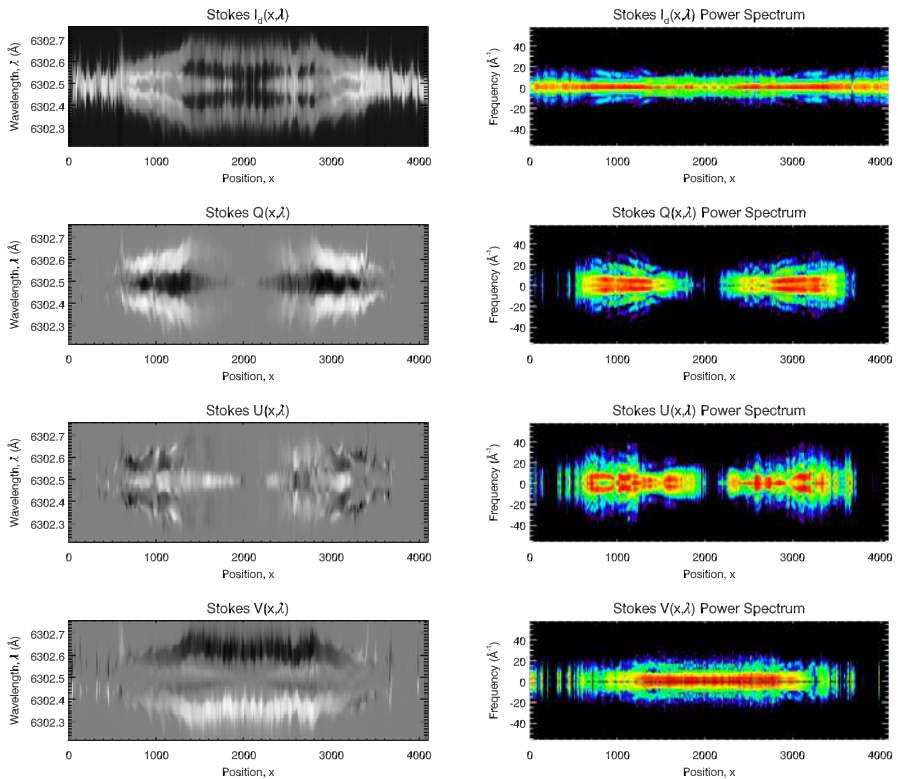 Stokes I_d(x,λ)
Stokes I_d(x,λ) Power Spectrum
Wavelength, λ (Å)
6302.7
6302.6
6302.5
6302.4
6302.3
0 1000 2000 3000 4000
Position, x
Frequency (Å⁻¹)
40
20
0
-20
-40
0 1000 2000 3000 4000
Position, x
Stokes Q(x,λ)
Stokes Q(x,λ) Power Spectrum
Wavelength, λ (Å)
6302.7
6302.6
6302.5
6302.4
6302.3
0 1000 2000 3000 4000
Position, x
Frequency (Å⁻¹)
40
20
0
-20
-40
0 1000 2000 3000 4000
Position, x
Stokes U(x,λ)
Stokes U(x,λ) Power Spectrum
Wavelength, λ (Å)
6302.7
6302.6
6302.5
6302.4
6302.3
0 1000 2000 3000 4000
Position, x
Frequency (Å⁻¹)
40
20
0
-20
-40
0 1000 2000 3000 4000
Position, x
Stokes V(x,λ)
Stokes V(x,λ) Power Spectrum
Wavelength, λ (Å)
6302.7
6302.6
6302.5
6302.4
6302.3
0 1000 2000 3000 4000
Position, x
Frequency (Å⁻¹)
40
20
0
-20
-40
0 1000 2000 3000 4000
Position, x